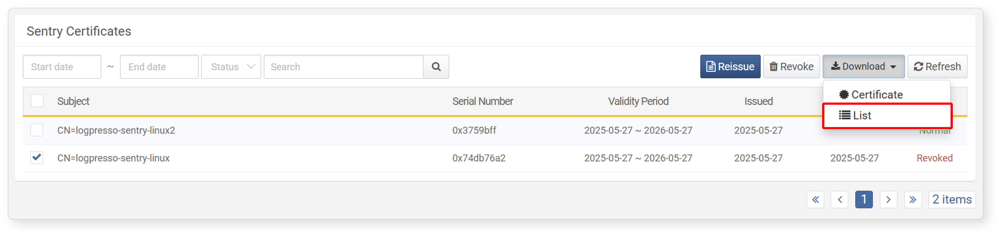 Sentry Certificates
Start date ~ End date Status Search Reissue Revoke Download Refresh
Certificate
List
Subject Serial Number Validity Period Issued
CN=logpresso-sentry-linux2 0x3759bff 2025-05-27 ~ 2026-05-27 2025-05-27 Normal
CN=logpresso-sentry-linux 0x74db76a2 2025-05-27 ~ 2026-05-27 2025-05-27 2025-05-27 Revoked
« ‹ 1 › » 2 items